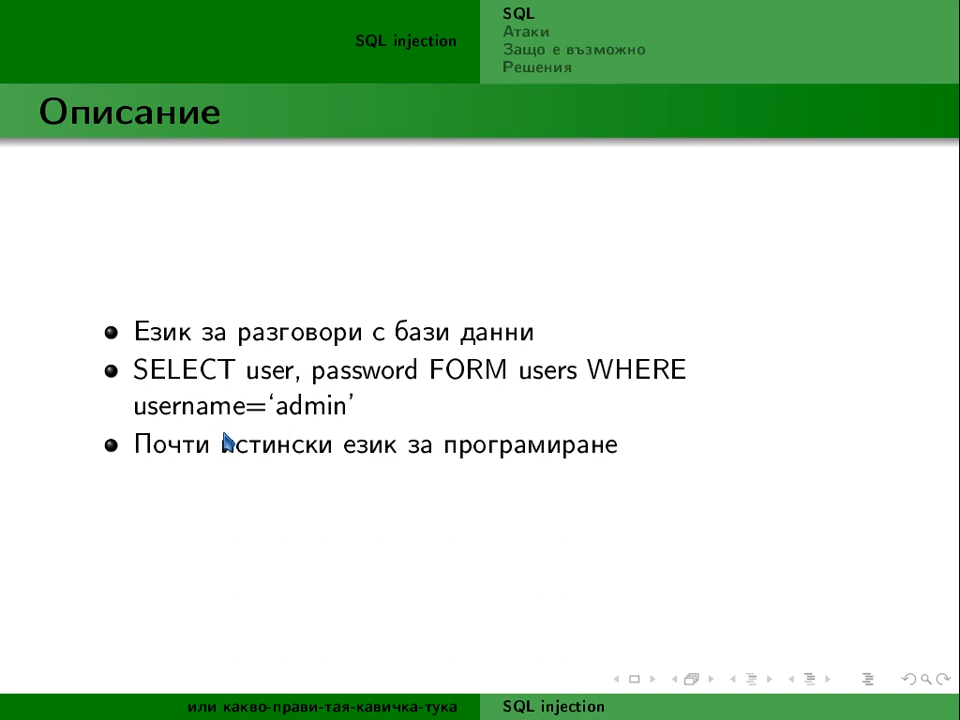 SQL injection
SQL
Атаки
Защо е възможно
Решения
Описание
Език за разговори с бази данни
SELECT user, password FORM users WHERE
username=‘admin’
Почти истински език за програмиране
или какво-прави-тая-кавичка-тука
SQL injection